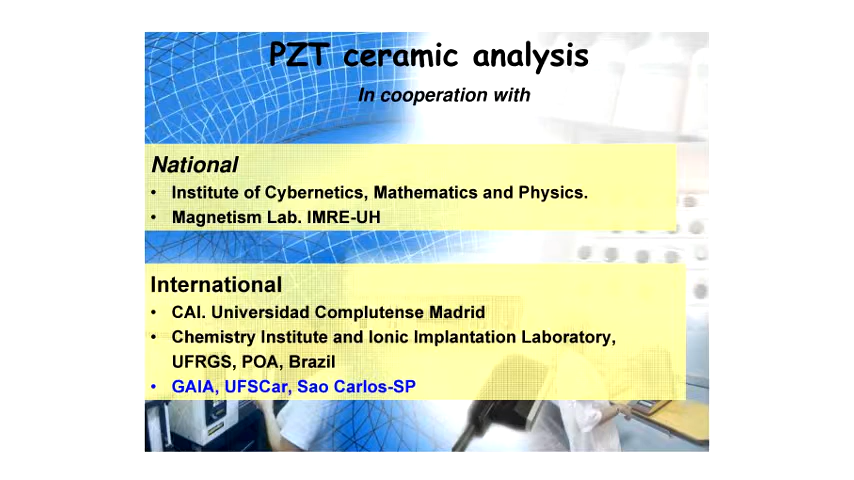 PZT ceramic analysis
In cooperation with
National
• Institute of Cybernetics, Mathematics and Physics.
• Magnetism Lab. IMRE-UH
International
• CAI. Universidad Complutense Madrid
• Chemistry Institute and Ionic Implantation Laboratory,
UFRGS, POA, Brazil
• GAIA, UFSCar, Sao Carlos-SP